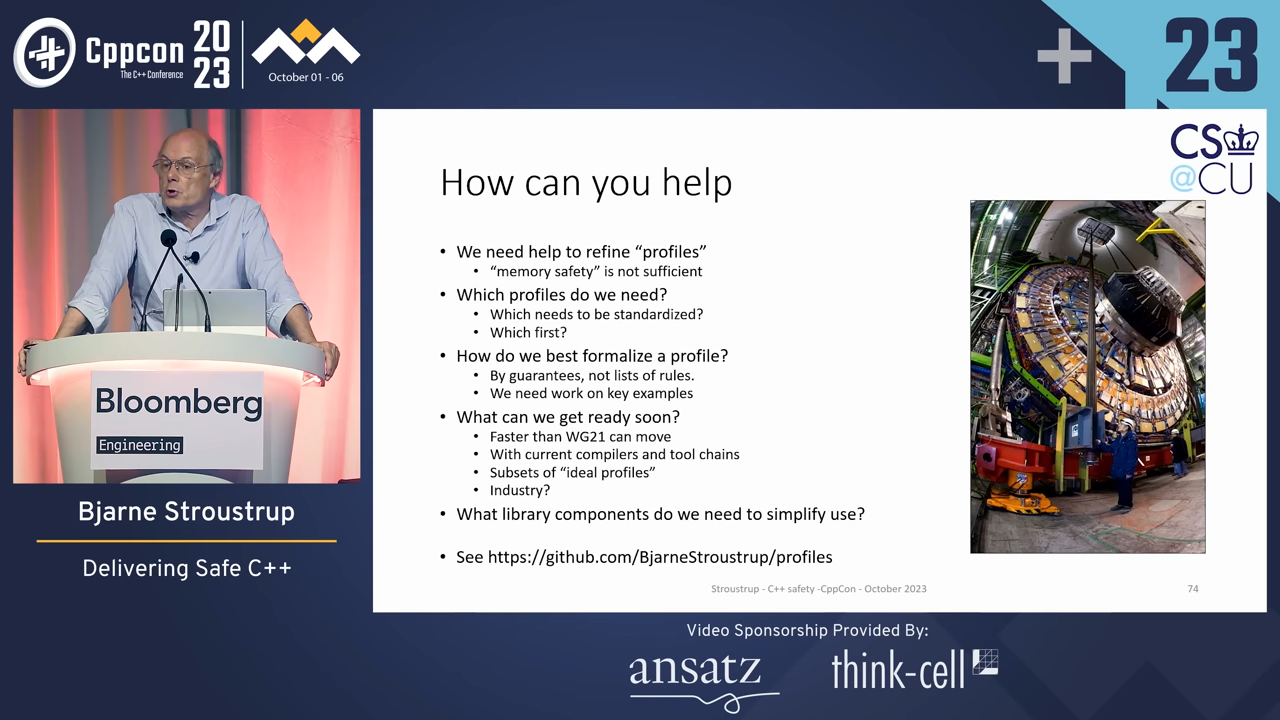 Cppcon
The C++ Conference
20
23
October 01 - 06
23
CS
@CU
How can you help
• We need help to refine “profiles”
• “memory safety” is not sufficient
• Which profiles do we need?
• Which needs to be standardized?
• Which first?
• How do we best formalize a profile?
• By guarantees, not lists of rules.
• We need work on key examples
• What can we get ready soon?
• Faster than WG21 can move
• With current compilers and tool chains
• Subsets of “ideal profiles”
• Industry?
• What library components do we need to simplify use?
• See https://github.com/BjarneStroustrup/profiles
Stroustrup - C++ safety -CppCon - October 2023
74
Bloomberg
Engineering
Bjarne Stroustrup
Delivering Safe C++
Video Sponsorship Provided By:
ansatz
think-cell